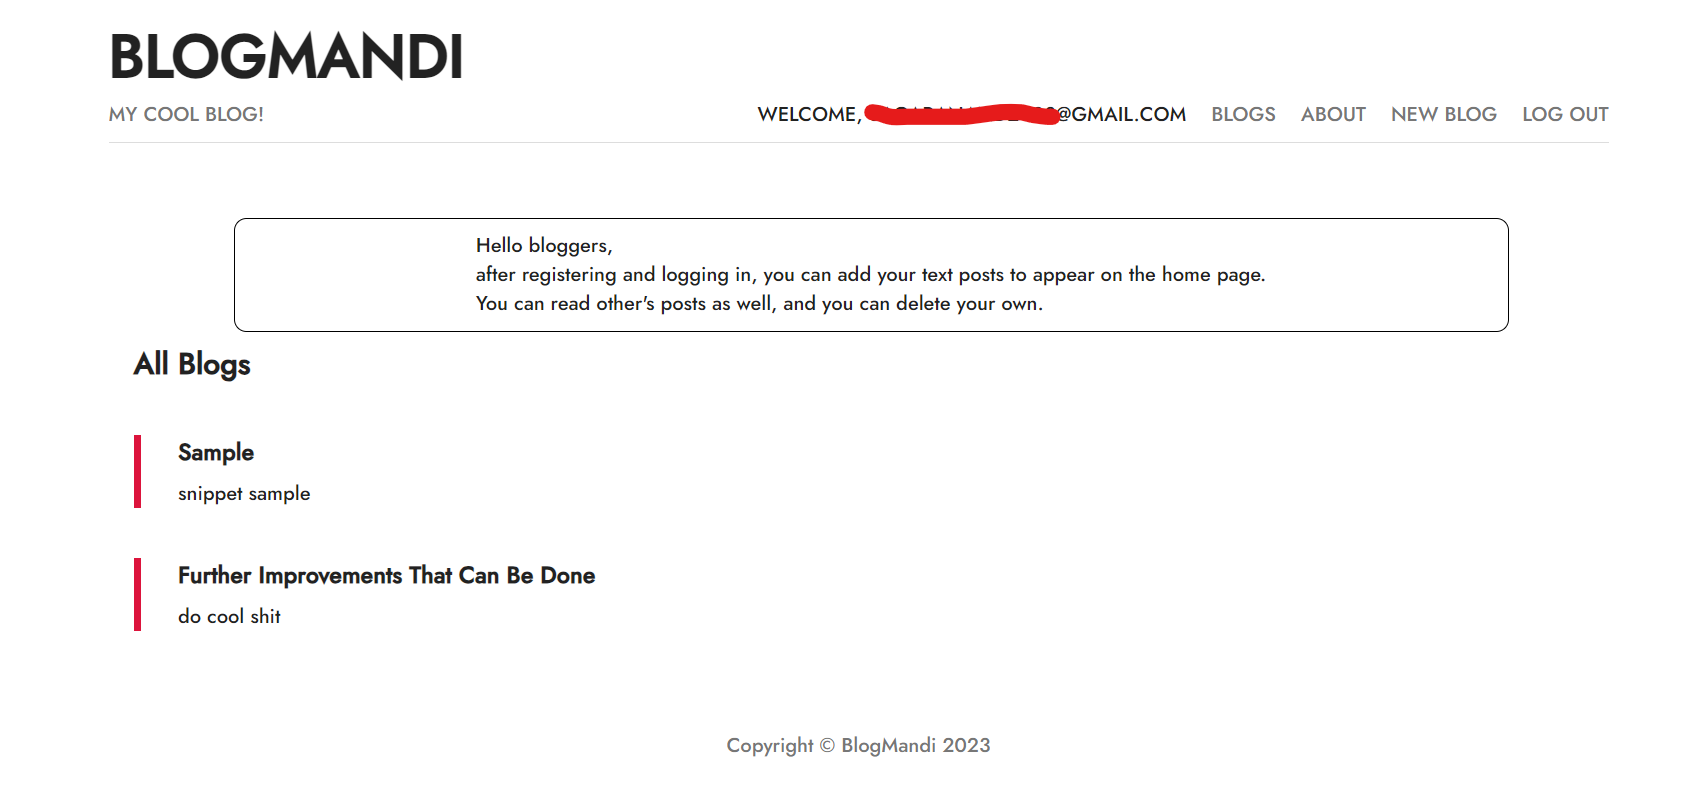 BLOGMANDI
MY COOL BLOG!
WELCOME, @GMAIL.COM BLOGS ABOUT NEW BLOG LOG OUT
Hello bloggers,
after registering and logging in, you can add your text posts to appear on the home page.
You can read other's posts as well, and you can delete your own.
All Blogs
Sample
snippet sample
Further Improvements That Can Be Done
do cool shit
Copyright © BlogMandi 2023